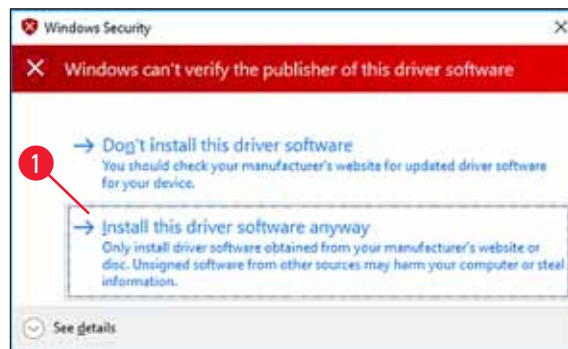 Windows Security
Windows can't verify the publisher of this driver software
Don't install this driver software
You should check your manufacturer's website for updated driver software
for your device.
1
Install this driver software anyway
Only install driver software obtained from your manufacturer's website or
disc. Unsigned software from other sources may harm your computer or steal
information.
See details